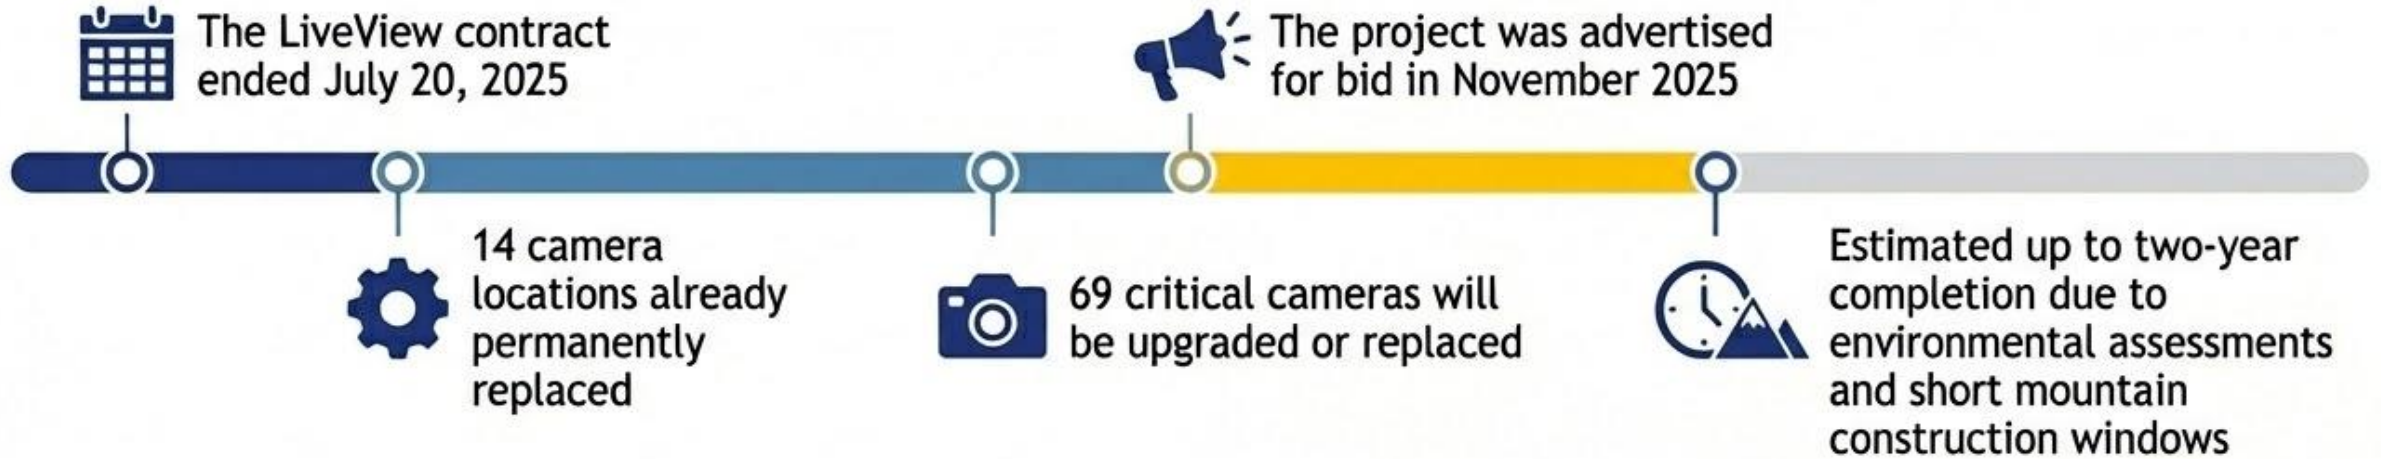 The LiveView contract
ended July 20, 2025
The project was advertised
for bid in November 2025
14 camera
locations already
permanently
replaced
69 critical cameras will
be upgraded or replaced
Estimated up to two-year
completion due to
environmental assessments
and short mountain
construction windows